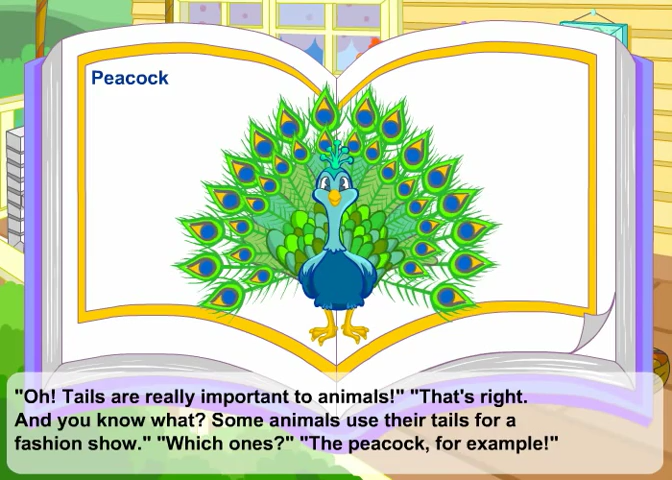 Peacock
"Oh! Tails are really important to animals!" "That's right.
And you know what? Some animals use their tails for a
fashion show." "Which ones?" "The peacock, for example!"